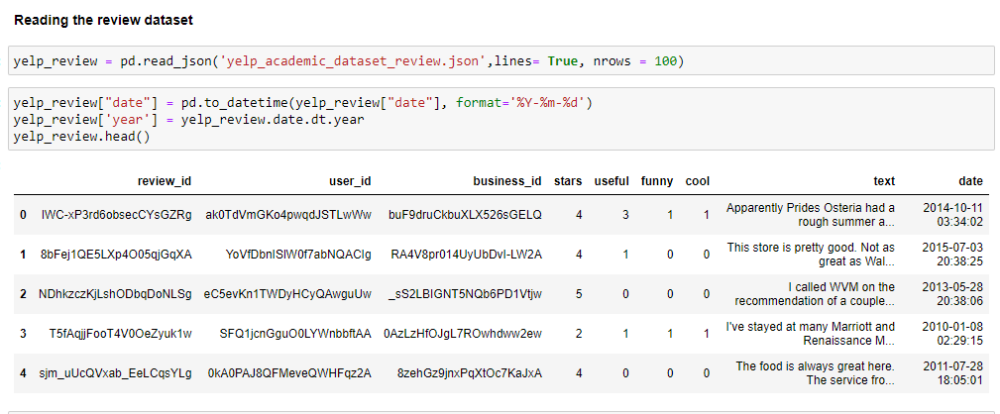 Reading the review dataset
yelp_review = pd.read_json('yelp_academic_dataset_review.json',lines= True, nrows = 100)
yelp_review["date"] = pd.to_datetime(yelp_review["date"], format='%Y-%m-%d')
yelp_review['year'] = yelp_review.date.dt.year
yelp_review.head()
review_id user_id business_id stars useful funny cool text date
0 lWC-xP3rd6obsecCYsGZRg ak0TdVmGKo4pwqdJSTLwWw buF9druCkbuXLX526sGELQ 4 3 1 1 Apparently Prides Osteria had a 2014-10-11
rough summer a... 03:34:02
1 8bFej1QE5LXp4O05qjGqXA YoVfDbnISlW0f7abNQACIg RA4V8pr014UyUbDvI-LW2A 4 1 0 0 This store is pretty good. Not as 2015-07-03
great as Wal... 20:38:25
2 NDhkzczKjLshODbqDoNLSg eC5evKn1TWDyHCyQAwguUw _sS2LBIGNT5NQb6PD1Vtjw 5 0 0 0 I called WVM on the 2013-05-28
recommendation of a couple... 20:38:06
3 T5fAqjjFooT4V0OeZyuk1w SFQ1jcnGguO0LYWnbbftAA 0AzLzHfOJgL7ROwhdww2ew 2 1 1 1 I've stayed at many Marriott and 2010-01-08
Renaissance M... 02:29:15
4 sjm_uUcQVxab_EeLCqsYLg 0kA0PAJ8QFMeveQWHFqz2A 8zehGz9jnxPqXtOc7KaJxA 4 0 0 0 The food is always great here. 2011-07-28
The service fro... 18:05:01